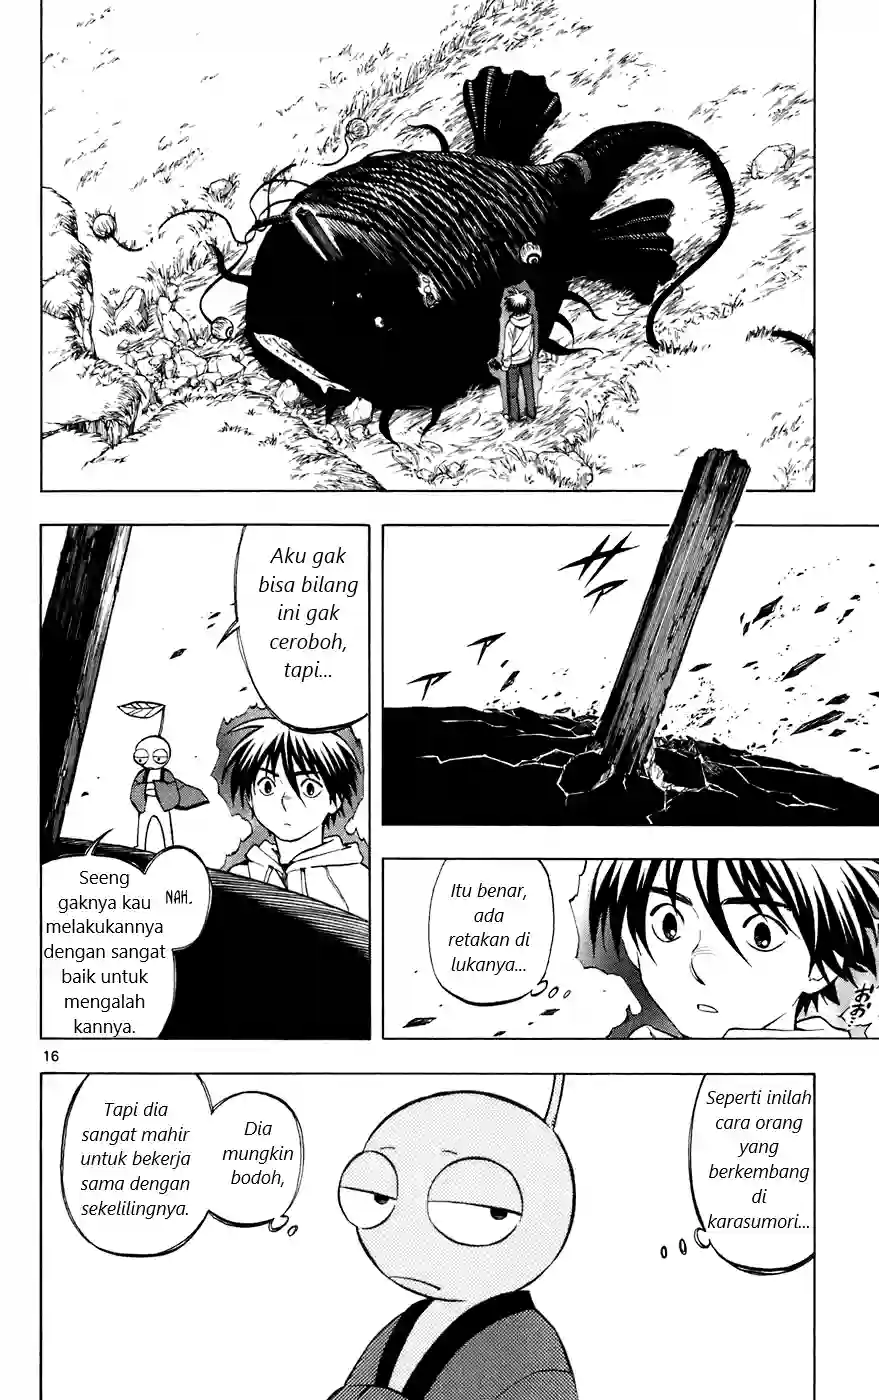 Itu benar,
ada
retakan di
lukanya...
おお...
Aku gak
bisa bilang
ini gak
ceroboh,
tapi...
NAH.
Seeng
gaknya kau
melakukannya
dengan sangat
baik untuk
mengalah
kannya.
16
Seperti inilah
cara orang
yang
berkembang
di
karasumori...
Dia
mungkin
bodoh,
Tapi dia
sangat mahir
untuk bekerja
sama dengan
sekelilingnya.